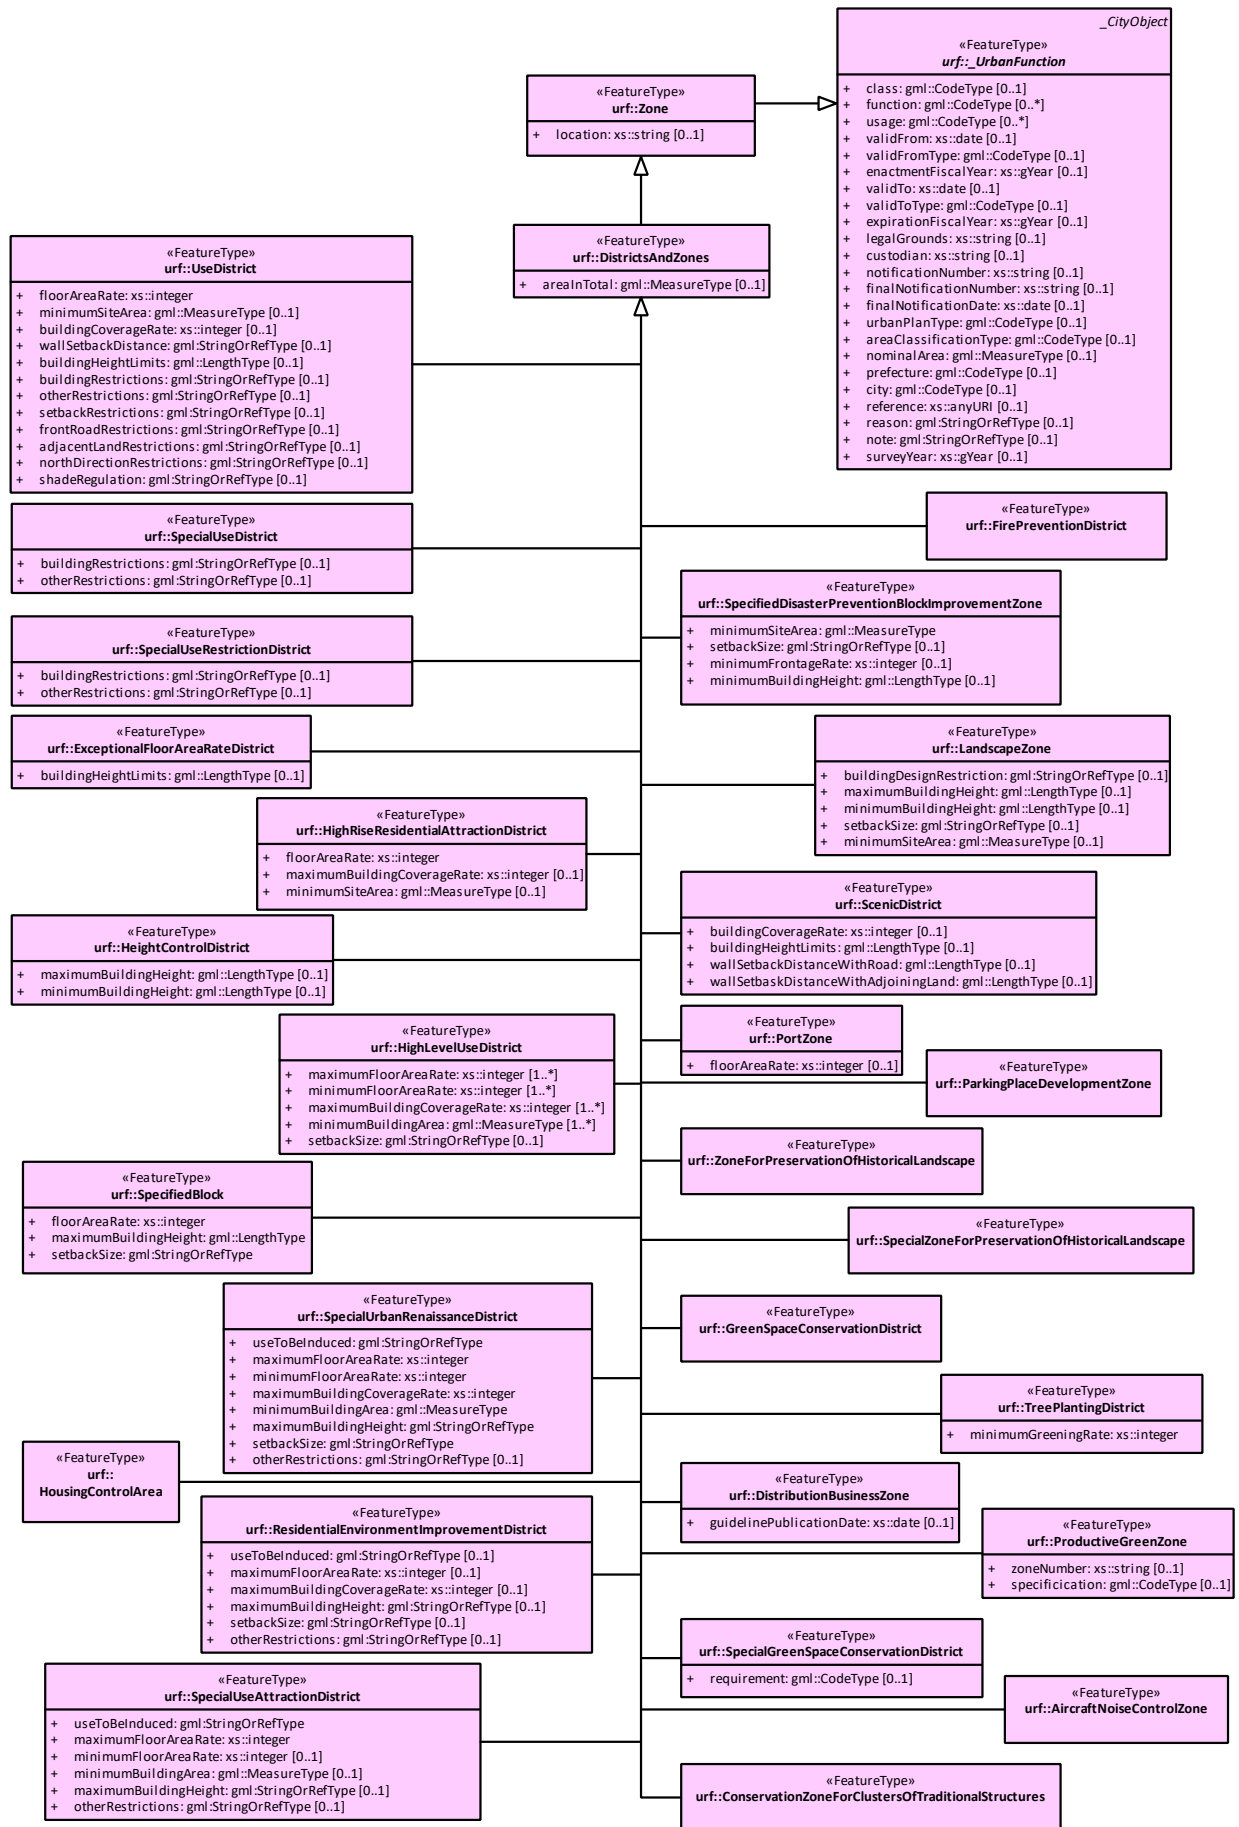 _CityObject
«FeatureType»
urf::_UrbanFunction
+ class: gml::CodeType [0..1]
+ function: gml::CodeType [0..*]
+ usage: gml::CodeType [0..*]
+ validFrom: xs::date [0..1]
+ validFromType: gml::CodeType [0..1]
+ enactmentFiscalYear: xs::gYear [0..1]
+ validTo: xs::date [0..1]
+ validToType: gml::CodeType [0..1]
+ expirationFiscalYear: xs::gYear [0..1]
+ legalGrounds: xs::string [0..1]
+ custodian: xs::string [0..1]
+ notificationNumber: xs::string [0..1]
+ finalNotificationNumber: xs::string [0..1]
+ finalNotificationDate: xs::date [0..1]
+ urbanPlanType: gml::CodeType [0..1]
+ areaClassificationType: gml::CodeType [0..1]
+ nominalArea: gml::MeasureType [0..1]
+ prefecture: gml::CodeType [0..1]
+ city: gml::CodeType [0..1]
+ reference: xs::anyURI [0..1]
+ reason: gml::StringOrRefType [0..1]
+ note: gml::StringOrRefType [0..1]
+ surveyYear: xs::gYear [0..1]
«FeatureType»
urf::Zone
+ location: xs::string [0..1]
«FeatureType»
urf::DistrictsAndZones
+ areaInTotal: gml::MeasureType [0..1]
«FeatureType»
urf::UseDistrict
+ floorAreaRate: xs::integer
+ minimumSiteArea: gml::MeasureType [0..1]
+ buildingCoverageRate: xs::integer [0..1]
+ wallSetbackDistance: gml:StringOrRefType [0..1]
+ buildingHeightLimits: gml::LengthType [0..1]
+ buildingRestrictions: gml:StringOrRefType [0..1]
+ otherRestrictions: gml:StringOrRefType [0..1]
+ setbackRestrictions: gml:StringOrRefType [0..1]
+ frontRoadRestrictions: gml:StringOrRefType [0..1]
+ adjacentLandRestrictions: gml:StringOrRefType [0..1]
+ northDirectionRestrictions: gml:StringOrRefType [0..1]
+ shadeRegulation: gml:StringOrRefType [0..1]
«FeatureType»
urf::FirePreventionDistrict
«FeatureType»
urf::SpecialUseDistrict
+ buildingRestrictions: gml:StringOrRefType [0..1]
+ otherRestrictions: gml:StringOrRefType [0..1]
«FeatureType»
urf::SpecifiedDisasterPreventionBlockImprovementZone
+ minimumSiteArea: gml::MeasureType
+ setbackSize: gml:StringOrRefType [0..1]
+ minimumFrontageRate: xs::integer [0..1]
+ minimumBuildingHeight: gml::LengthType [0..1]
«FeatureType»
urf::SpecialUseRestrictionDistrict
+ buildingRestrictions: gml:StringOrRefType [0..1]
+ otherRestrictions: gml:StringOrRefType [0..1]
«FeatureType»
urf::ExceptionalFloorAreaRateDistrict
+ buildingHeightLimits: gml::LengthType [0..1]
«FeatureType»
urf::LandscapeZone
+ buildingDesignRestriction: gml:StringOrRefType [0..1]
+ maximumBuildingHeight: gml::LengthType [0..1]
+ minimumBuildingHeight: gml::LengthType [0..1]
+ setbackSize: gml:StringOrRefType [0..1]
+ minimumSiteArea: gml::MeasureType [0..1]
«FeatureType»
urf::HighRiseResidentialAttractionDistrict
+ floorAreaRate: xs::integer
+ maximumBuildingCoverageRate: xs::integer [0..1]
+ minimumSiteArea: gml::MeasureType [0..1]
«FeatureType»
urf::ScenicDistrict
+ buildingCoverageRate: xs::integer [0..1]
+ buildingHeightLimits: gml::LengthType [0..1]
+ wallSetbackDistanceWithRoad: gml::LengthType [0..1]
+ wallSetbaskDistanceWithAdjoiningLand: gml::LengthType [0..1]
«FeatureType»
urf::HeightControlDistrict
+ maximumBuildingHeight: gml::LengthType [0..1]
+ minimumBuildingHeight: gml::LengthType [0..1]
«FeatureType»
urf::PortZone
+ floorAreaRate: xs::integer [0..1]
«FeatureType»
urf::HighLevelUseDistrict
+ maximumFloorAreaRate: xs::integer [1..*]
+ minimumFloorAreaRate: xs::integer [1..*]
+ maximumBuildingCoverageRate: xs::integer [1..*]
+ minimumBuildingArea: gml::MeasureType [1..*]
+ setbackSize: gml:StringOrRefType [0..1]
«FeatureType»
urf::ParkingPlaceDevelopmentZone
«FeatureType»
urf::ZoneForPreservationOfHistoricalLandscape
«FeatureType»
urf::SpecifiedBlock
+ floorAreaRate: xs::integer
+ maximumBuildingHeight: gml::LengthType
+ setbackSize: gml:StringOrRefType
«FeatureType»
urf::SpecialZoneForPreservationOfHistoricalLandscape
«FeatureType»
urf::SpecialUrbanRenaissanceDistrict
+ useToBeInduced: gml:StringOrRefType
+ maximumFloorAreaRate: xs::integer
+ minimumFloorAreaRate: xs::integer
+ maximumBuildingCoverageRate: xs::integer
+ minimumBuildingArea: gml::MeasureType
+ maximumBuildingHeight: gml:StringOrRefType
+ setbackSize: gml:StringOrRefType
+ otherRestrictions: gml:StringOrRefType [0..1]
«FeatureType»
urf::GreenSpaceConservationDistrict
«FeatureType»
urf::TreePlantingDistrict
+ minimumGreeningRate: xs::integer
«FeatureType»
urf::
HousingControlArea
«FeatureType»
urf::DistributionBusinessZone
+ guidelinePublicationDate: xs::date [0..1]
«FeatureType»
urf::ResidentialEnvironmentImprovementDistrict
+ useToBeInduced: gml:StringOrRefType [0..1]
+ maximumFloorAreaRate: xs::integer [0..1]
+ maximumBuildingCoverageRate: xs::integer [0..1]
+ maximumBuildingHeight: gml:StringOrRefType [0..1]
+ setbackSize: gml:StringOrRefType [0..1]
+ otherRestrictions: gml:StringOrRefType [0..1]
«FeatureType»
urf::ProductiveGreenZone
+ zoneNumber: xs::string [0..1]
+ specificication: gml::CodeType [0..1]
«FeatureType»
urf::SpecialGreenSpaceConservationDistrict
+ requirement: gml::CodeType [0..1]
«FeatureType»
urf::SpecialUseAttractionDistrict
+ useToBeInduced: gml:StringOrRefType
+ maximumFloorAreaRate: xs::integer
+ minimumFloorAreaRate: xs::integer [0..1]
+ minimumBuildingArea: gml::MeasureType [0..1]
+ maximumBuildingHeight: gml:StringOrRefType [0..1]
+ otherRestrictions: gml:StringOrRefType [0..1]
«FeatureType»
urf::AircraftNoiseControlZone
«FeatureType»
urf::ConservationZoneForClustersOfTraditionalStructures